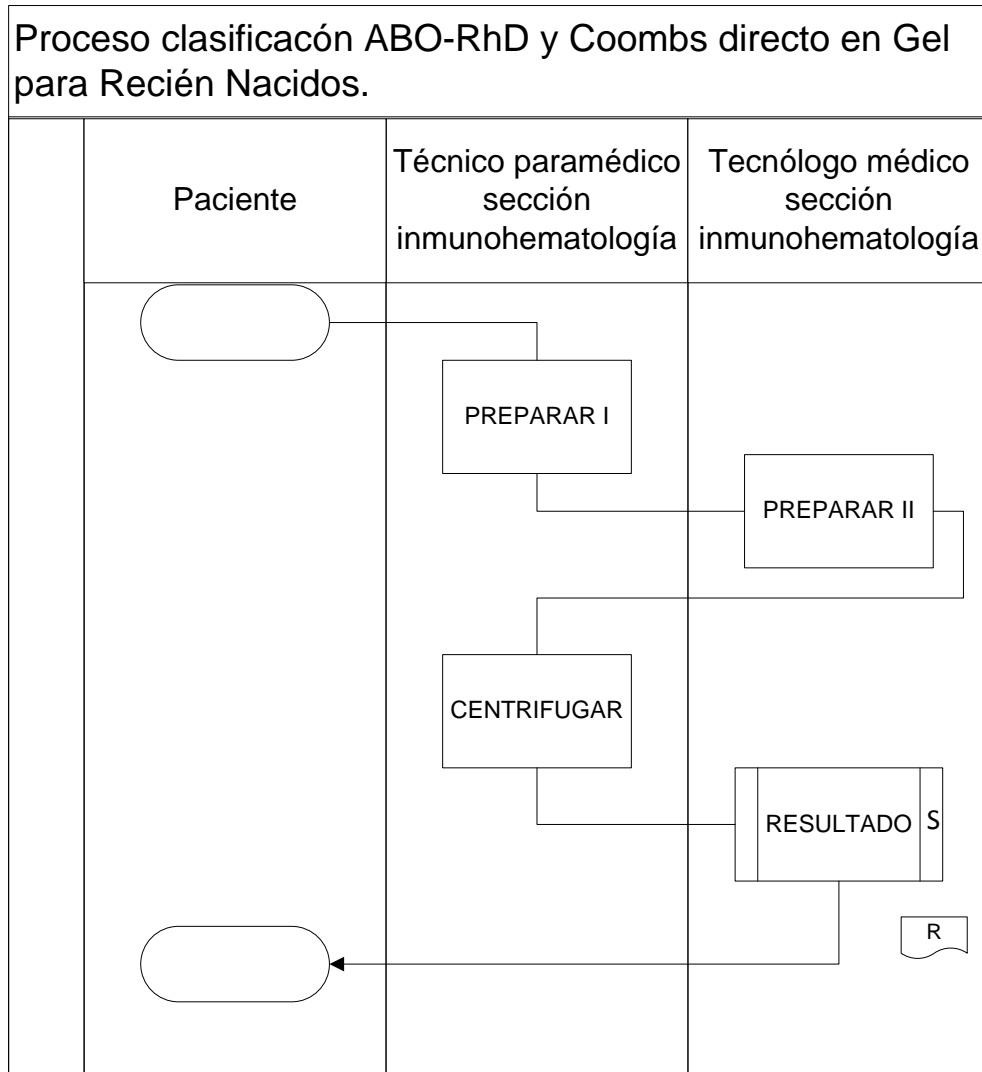 Proceso clasificacón ABO-RhD y Coombs directo en Gel
para Recién Nacidos.
Paciente
Técnico paramédico
sección
inmunohematología
Tecnólogo médico
sección
inmunohematología
PREPARAR I
PREPARAR II
CENTRIFUGAR
RESULTADO
S
R